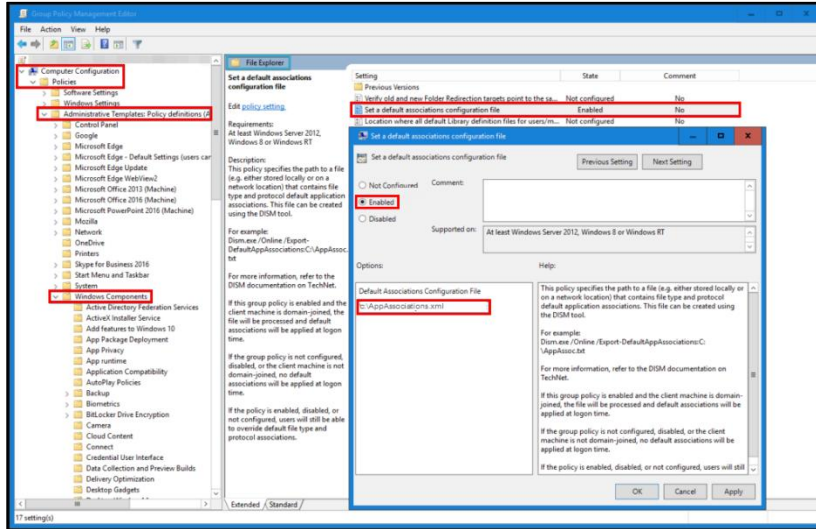 Group Policy Management Editor
File Action View Help
Computer Configuration
Policies
Software Settings
Windows Settings
Administrative Templates: Policy definitions (A
Control Panel
Google
Microsoft Edge
Microsoft Edge - Default Settings (users can
Microsoft Edge Update
Microsoft Edge WebView2
Microsoft Office 2013 (Machine)
Microsoft Office 2016 (Machine)
Microsoft PowerPoint 2016 (Machine)
Mozilla
Network
OneDrive
Printers
Skype for Business 2016
Start Menu and Taskbar
System
Windows Components
Active Directory Federation Services
ActiveX Installer Service
Add features to Windows 10
App Package Deployment
App Privacy
App runtime
Application Compatibility
AutoPlay Policies
Backup
Biometrics
BitLocker Drive Encryption
Camera
Cloud Content
Connect
Credential User Interface
Data Collection and Preview Builds
Delivery Optimization
Desktop Gadgets
17 setting(s)
File Explorer
Set a default associations
configuration file
Edit policy setting
Requirements:
At least Windows Server 2012,
Windows 8 or Windows RT
Description:
This policy specifies the path to a file
(e.g. either stored locally or on a
network location) that contains file
type and protocol default application
associations. This file can be created
using the DISM tool.
For example:
Dism.exe /Online /Export-
DefaultAppAssociations:C:\AppAssoc.
txt
For more information, refer to the
DISM documentation on TechNet.
If this group policy is enabled and the
client machine is domain-joined, the
file will be processed and default
associations will be applied at logon
time.
If the group policy is not configured,
disabled, or the client machine is not
domain-joined, no default
associations will be applied at logon
time.
If the policy is enabled, disabled, or
not configured, users will still be able
to override default file type and
protocol associations.
Extended Standard
Setting State Comment
Previous Versions
Verify old and new Folder Redirection targets point to the sa... Not configured No
Set a default associations configuration file Enabled No
Location where all default Library definition files for users/m... Not configured No
Set a default associations configuration file
Set a default associations configuration file Previous Setting Next Setting
Not Configured Comment:
Enabled
Disabled
Supported on: At least Windows Server 2012, Windows 8 or Windows RT
Options: Help:
Default Associations Configuration File
c:\AppAssociations.xml
This policy specifies the path to a file (e.g. either stored locally or
on a network location) that contains file type and protocol
default application associations. This file can be created using
the DISM tool.
For example:
Dism.exe /Online /Export-DefaultAppAssociations:C:
\AppAssoc.txt
For more information, refer to the DISM documentation on
TechNet.
If this group policy is enabled and the client machine is domain-
joined, the file will be processed and default associations will be
applied at logon time.
If the group policy is not configured, disabled, or the client
machine is not domain-joined, no default associations will be
applied at logon time.
If the policy is enabled, disabled, or not configured, users will still
OK Cancel Apply